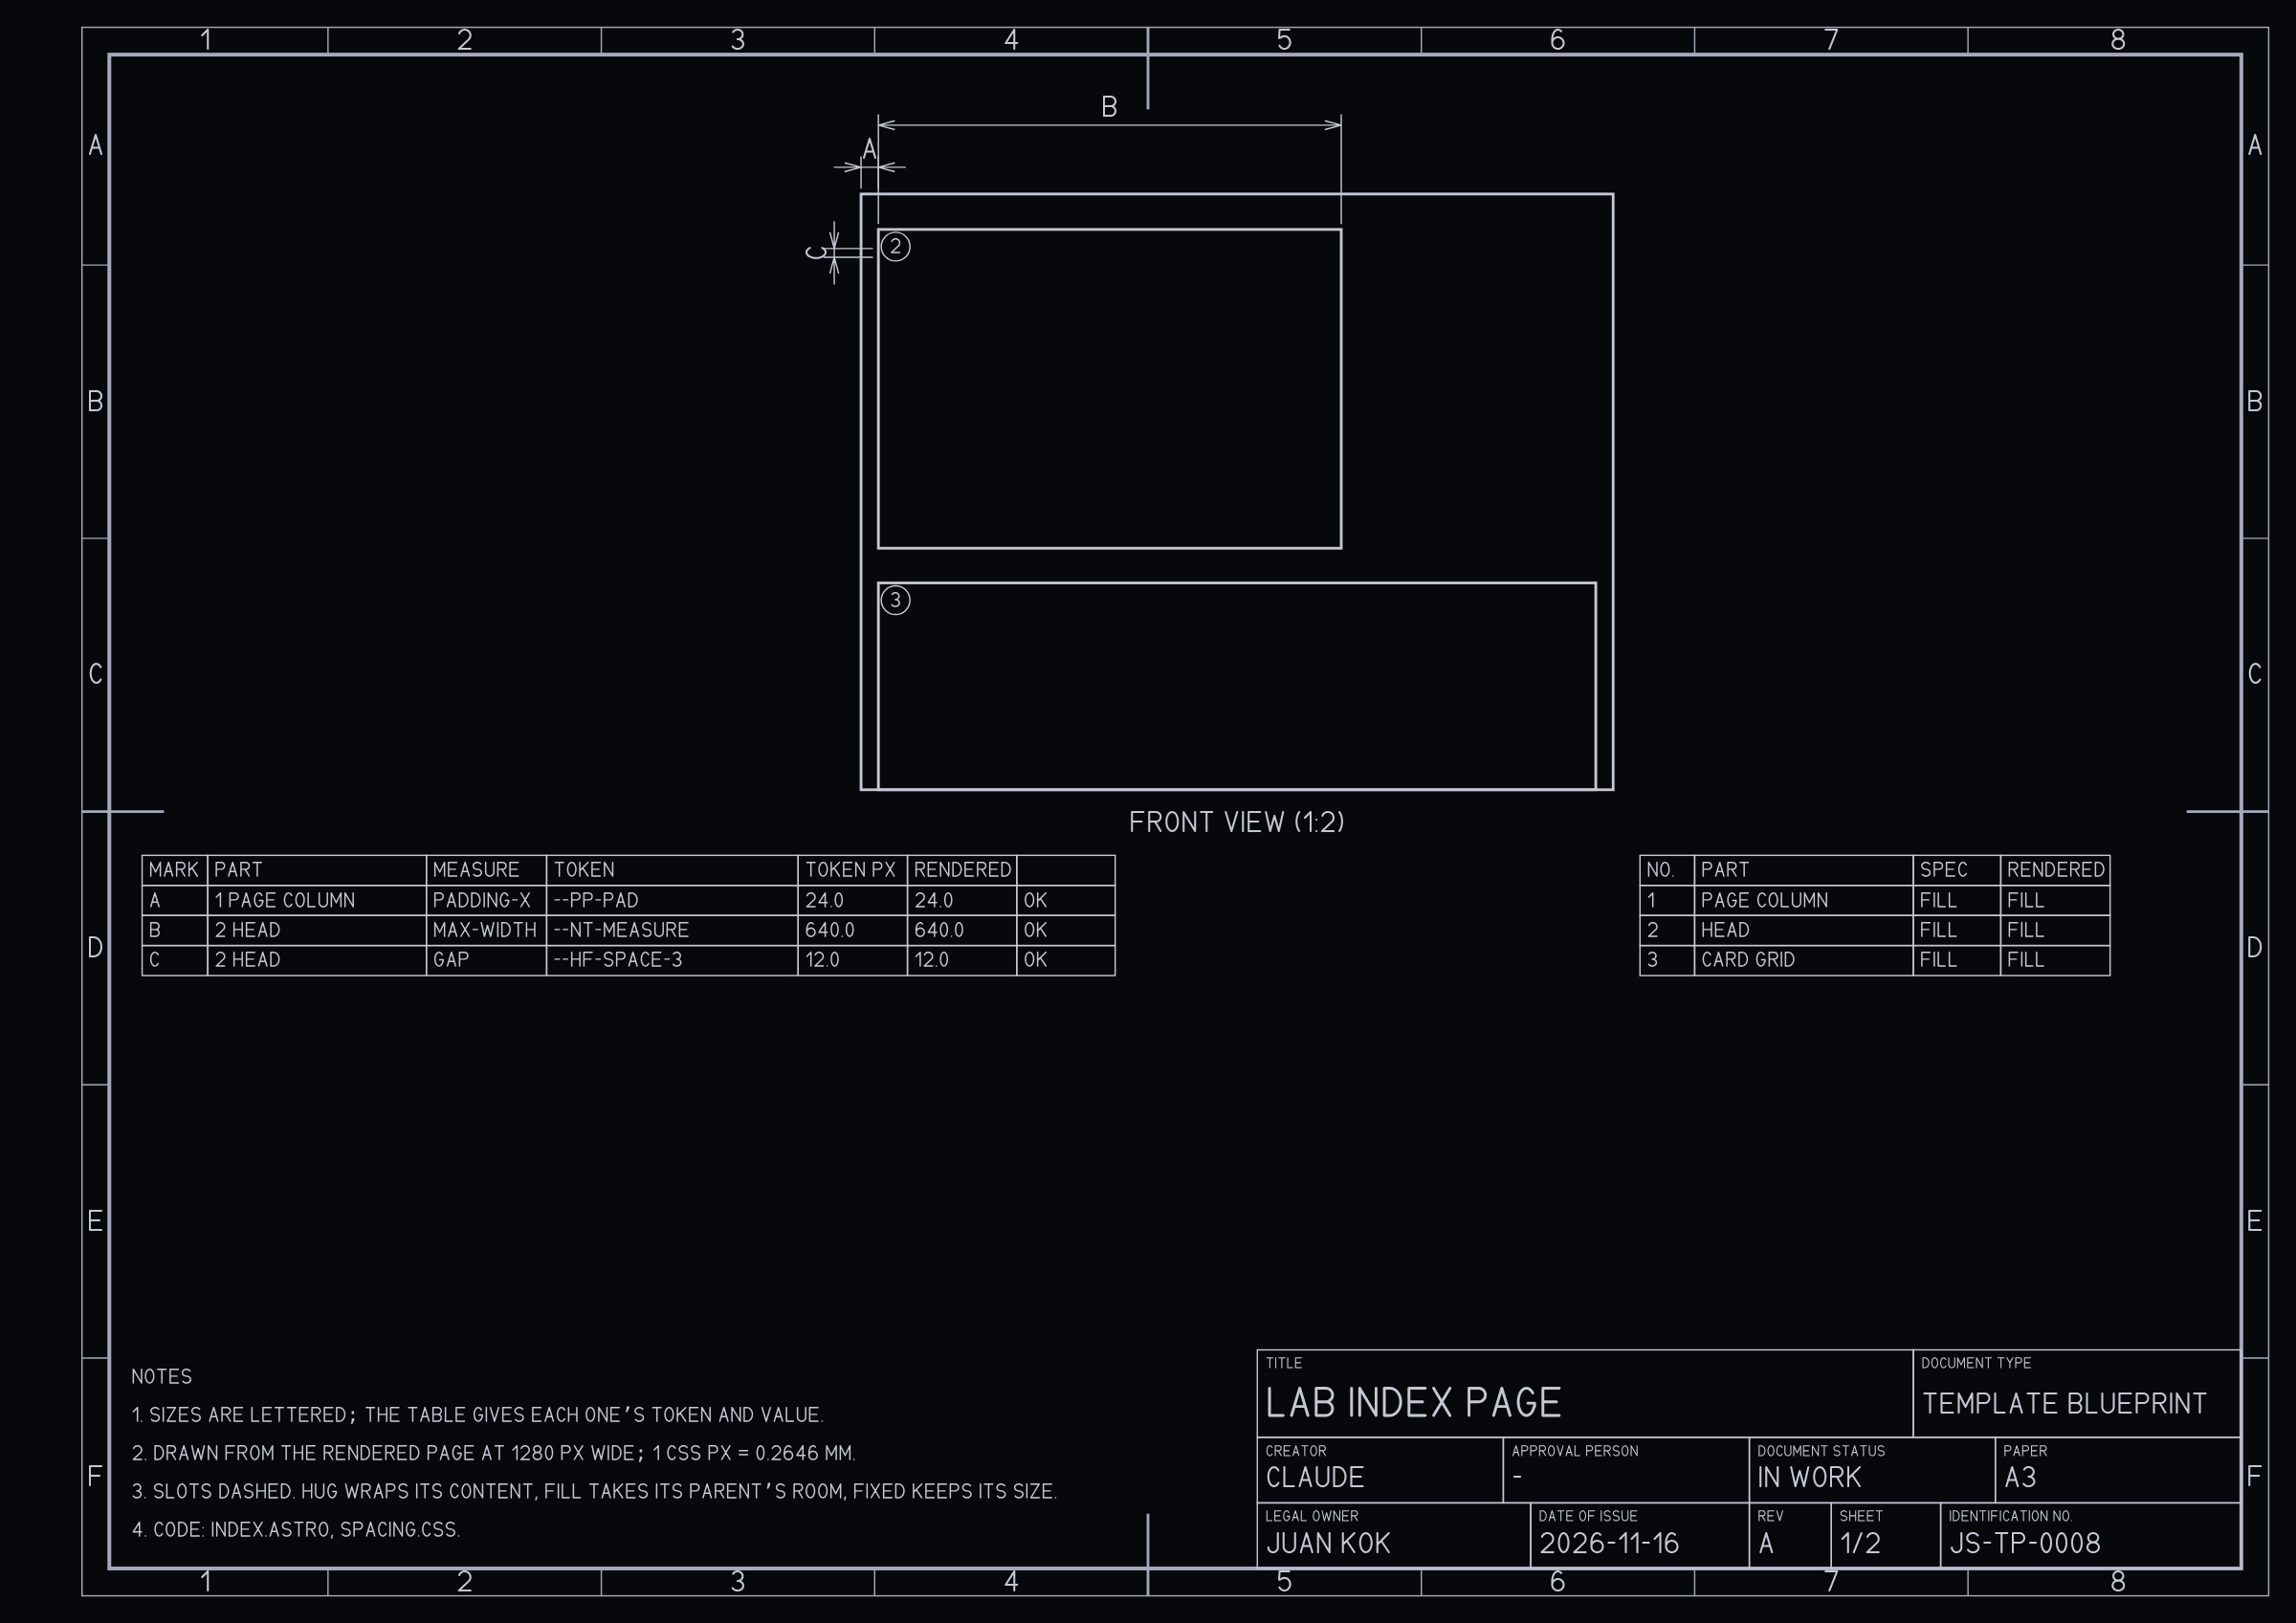 1 2 3 4 5 6 7 8
B
A
A A
C
2
B B
3
C C
FRONT VIEW (1:2)
MARK PART MEASURE TOKEN TOKEN PX RENDERED
A 1 PAGE COLUMN PADDING-X --PP-PAD 24.0 24.0 OK
B 2 HEAD MAX-WIDTH --NT-MEASURE 640.0 640.0 OK
C 2 HEAD GAP --HF-SPACE-3 12.0 12.0 OK
NO. PART SPEC RENDERED
1 PAGE COLUMN FILL FILL
2 HEAD FILL FILL
3 CARD GRID FILL FILL
D D
E E
NOTES
1. SIZES ARE LETTERED; THE TABLE GIVES EACH ONE'S TOKEN AND VALUE.
2. DRAWN FROM THE RENDERED PAGE AT 1280 PX WIDE; 1 CSS PX = 0.2646 MM.
3. SLOTS DASHED. HUG WRAPS ITS CONTENT, FILL TAKES ITS PARENT'S ROOM, FIXED KEEPS ITS SIZE.
4. CODE: INDEX.ASTRO, SPACING.CSS.
TITLE
LAB INDEX PAGE
DOCUMENT TYPE
TEMPLATE BLUEPRINT
CREATOR
CLAUDE
APPROVAL PERSON
-
DOCUMENT STATUS
IN WORK
PAPER
A3
LEGAL OWNER
JUAN KOK
DATE OF ISSUE
2026-11-16
REV
A
SHEET
1/2
IDENTIFICATION NO.
JS-TP-0008
F F
1 2 3 4 5 6 7 8